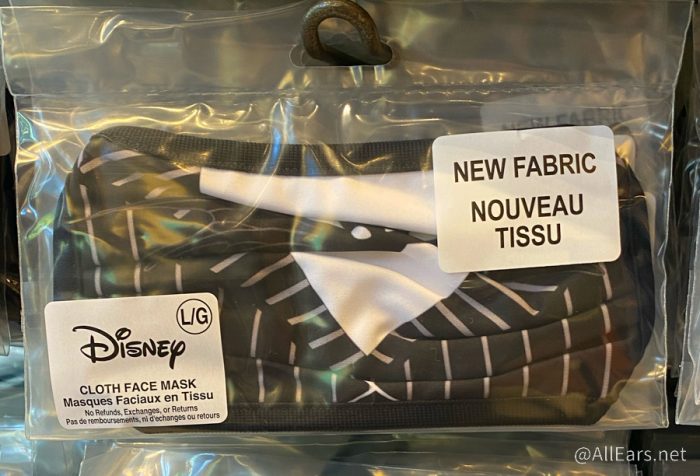 NEW FABRIC
NOUVEAU
TISSU
L/G
Disney
CLOTH FACE MASK
Masques Faciaux en Tissu
No Refunds, Exchanges, or Returns
Pas de remboursements, ni d'echanges ou retours
@AllEars.net